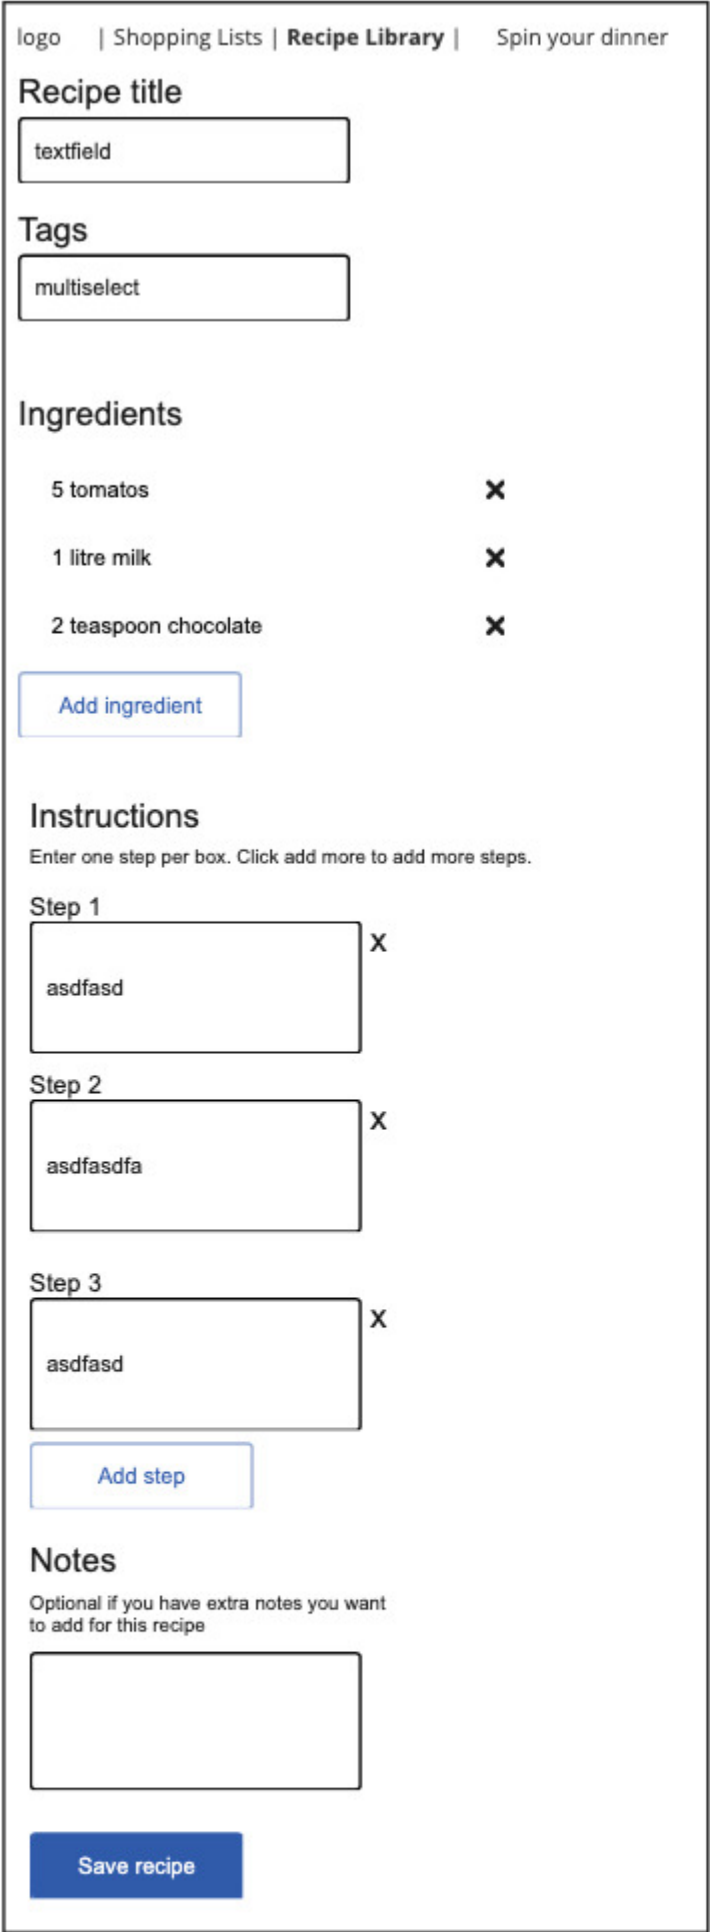 logo | Shopping Lists | Recipe Library | Spin your dinner
Recipe title
textfield
Tags
multiselect
Ingredients
5 tomatos
1 litre milk
2 teaspoon chocolate
Add ingredient
Instructions
Enter one step per box. Click add more to add more steps.
Step 1
X
asdfasd
Step 2
X
asdfasdfa
Step 3
X
asdfasd
Add step
Notes
Optional if you have extra notes you want
to add for this recipe
Save recipe